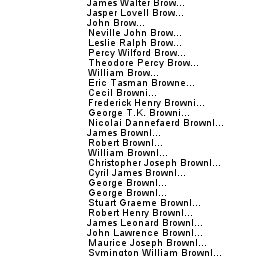 James Walter Brow...
Jasper Lovell Brow...
John Brow...
Neville John Brow...
Leslie Ralph Brow...
Percy Wilford Brow...
Theodore Percy Brow...
William Brow...
Eric Tasman Browne...
Cecil Browni...
Frederick Henry Browni...
George T.K. Browni...
Nicolai Dannefaerd Brownl...
James Brownl...
Robert Brownl...
William Brownl...
Christopher Joseph Brownl...
Cyril James Brownl...
George Brownl...
George Brownl...
Stuart Graeme Brownl...
Robert Henry Brownl...
James Leonard Brownl...
John Lawrence Brownl...
Maurice Joseph Brownl...
Symington William Brownl...